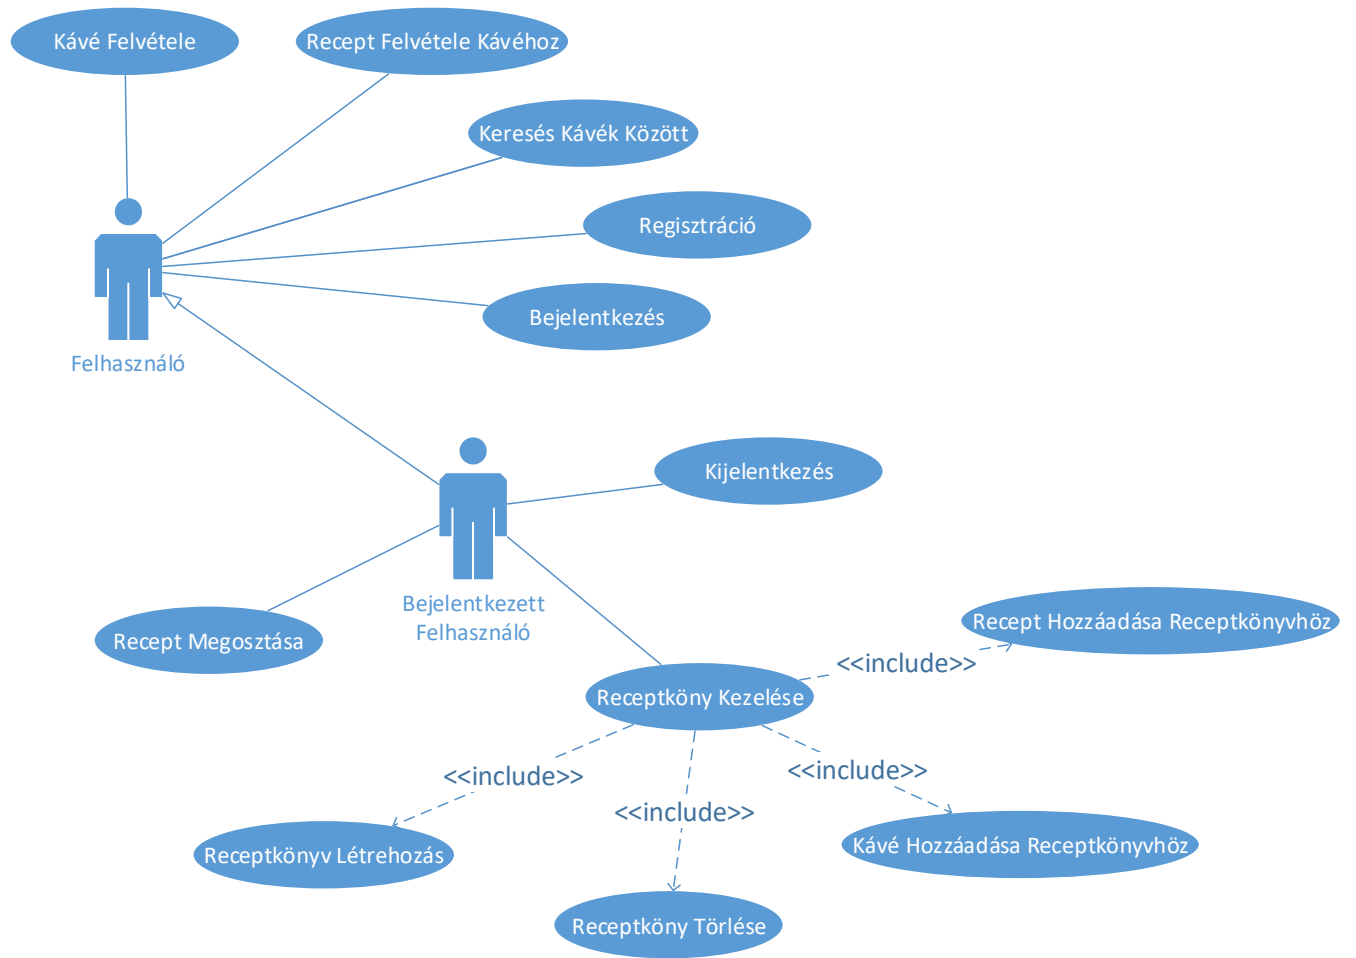 Kávé Felvétele
Recept Felvétele Kávéhoz
Keresés Kávék Között
Regisztráció
Bejelentkezés
Felhasználó
Kijelentkezés
Bejelentkezett
Felhasználó
Recept Megosztása
Recept Hozzáadása Receptkönyvhöz
<<include>>
Receptköny Kezelése
<<include>>
<<include>>
<<include>>
Receptkönyv Létrehozás
Kávé Hozzáadása Receptkönyvhöz
Receptköny Törlése